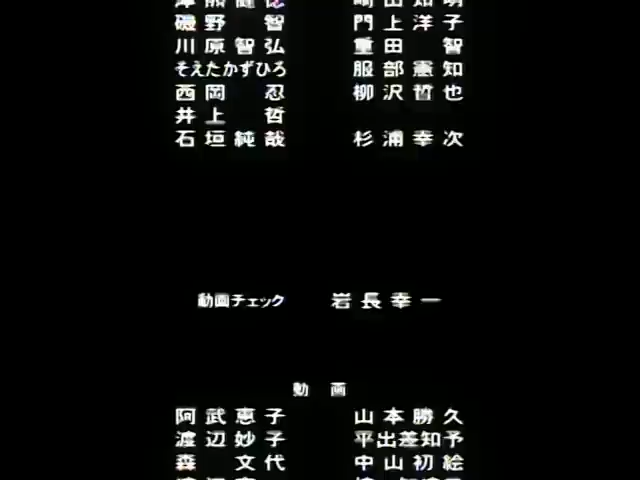 磯野 智 門上洋子
川原智弘 重田 智
そえたかずひろ 服部憲知
西岡 忍 柳沢哲也
井上 哲
石垣純哉 杉浦幸次
動画チェック 岩長幸一
動 画
阿武恵子 山本勝久
渡辺妙子 平出差知予
森 文代 中山初絵